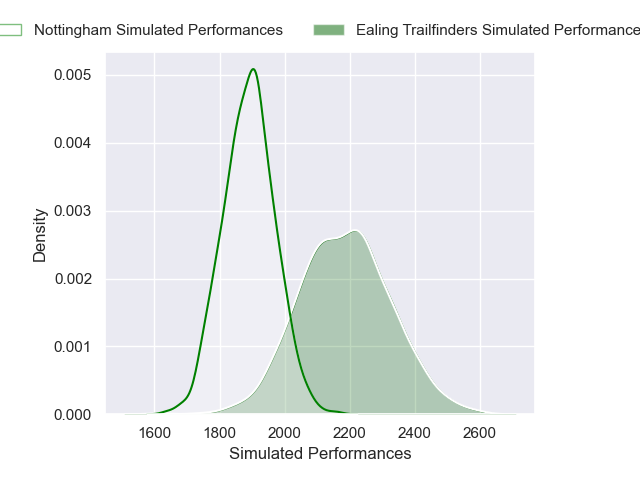 Nottingham Simulated Performances
Ealing Trailfinders Simulated Performance
0.005
0.004
0.003
0.002
0.001
0.000
Density
1600 1800 2000 2200 2400 2600
Simulated Performances